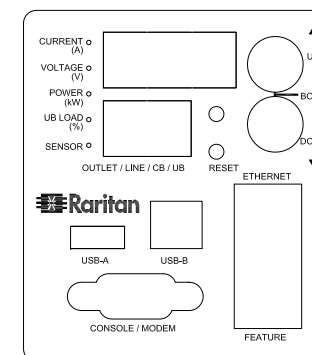 CURRENT
(A)
VOLTAGE
(V)
POWER
(kW)
UB LOAD
(%)
SENSOR
OUTLET / LINE / CB / UB
RESET
ETHERNET
Raritan
USB-A
USB-B
CONSOLE / MODEM
FEATURE